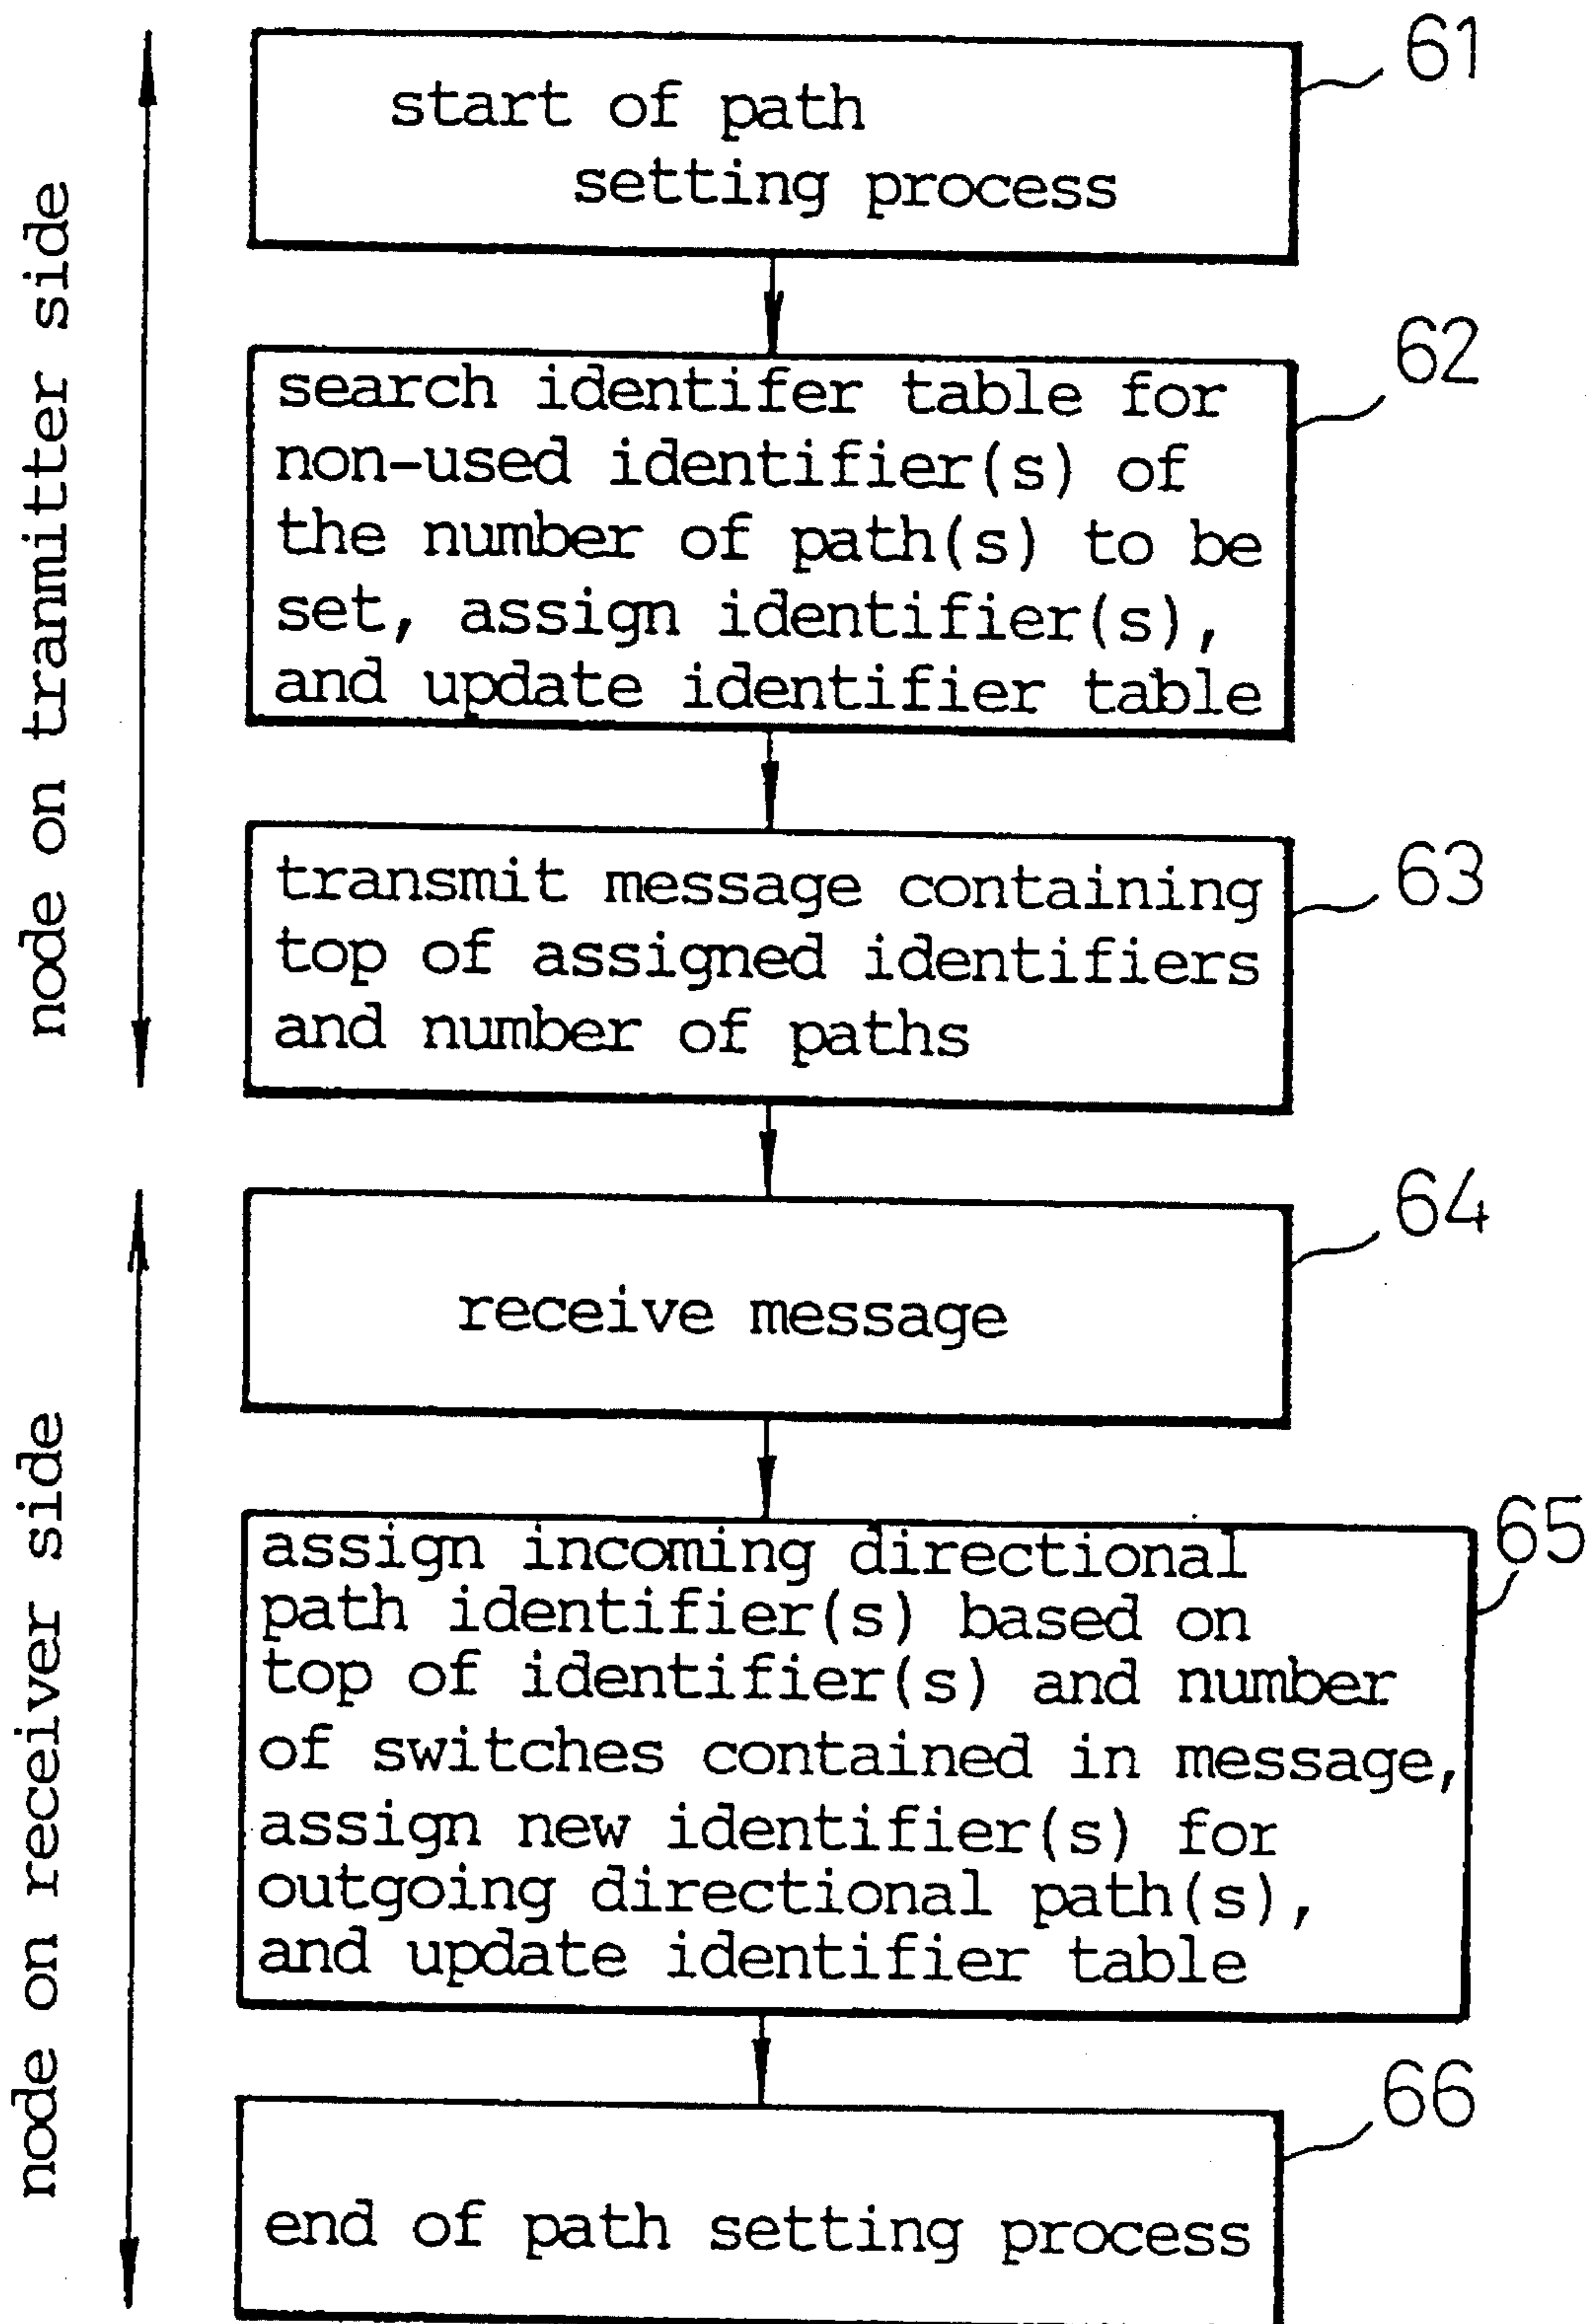 node on tranmitter side
start of path
setting process
61
search identifer table for
non-used identifier(s) of
the number of path(s) to be
set, assign identifier(s),
and update identifier table
62
transmit message containing
top of assigned identifiers
and number of paths
63
node on receiver side
receive message
64
assign incoming directional
path identifier(s) based on
top of identifier(s) and number
of switches contained in message,
assign new identifier(s) for
outgoing directional path(s),
and update identifier table
65
end of path setting process
66